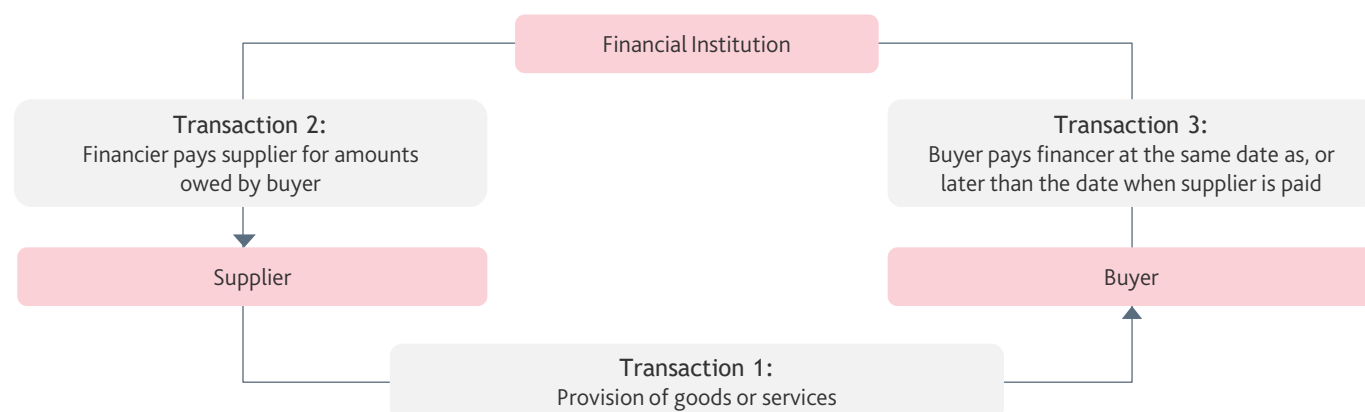 Financial Institution
Transaction 2:
Financier pays supplier for amounts
owed by buyer
Transaction 3:
Buyer pays financer at the same date as, or
later than the date when supplier is paid
Supplier
Buyer
Transaction 1:
Provision of goods or services